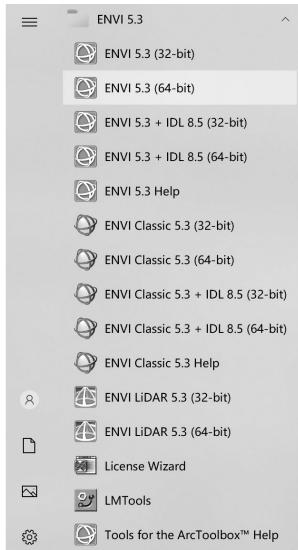 ENVI 5.3
ENVI 5.3 (32-bit)
ENVI 5.3 (64-bit)
ENVI 5.3 + IDL 8.5 (32-bit)
ENVI 5.3 + IDL 8.5 (64-bit)
ENVI 5.3 Help
ENVI Classic 5.3 (32-bit)
ENVI Classic 5.3 (64-bit)
ENVI Classic 5.3 + IDL 8.5 (32-bit)
ENVI Classic 5.3 + IDL 8.5 (64-bit)
ENVI Classic 5.3 Help
ENVI LiDAR 5.3 (32-bit)
ENVI LiDAR 5.3 (64-bit)
License Wizard
LMTools
Tools for the ArcToolbox™ Help